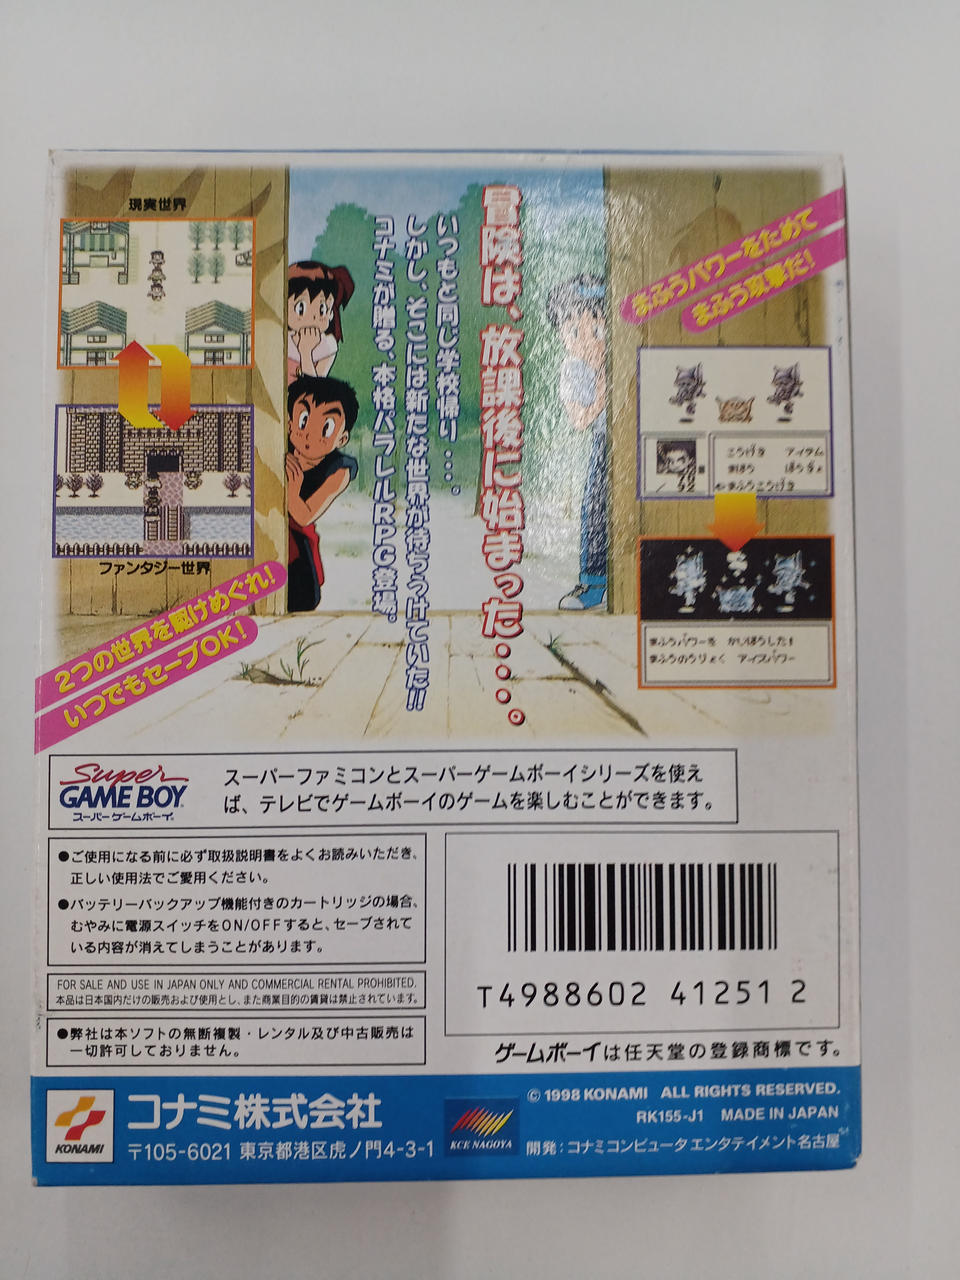 現実世界
ファンタジー世界
2つの世界を駆けめぐれ!
いつでもセーブOK!
冒険は、放課後に始まった…。
いつもと同じ学校帰り…。
しかし、そこには新たな世界が待ちうけていた!!
コナミが贈る、本格パラレルRPG登場。
まふうパワーをためて
まふう攻撃だ!
こうげき アイテム
まほう ぼうぎょ
まふうこうげき
まふうパワーを かいほうした!
まふうのうりょく アイスパワー
Super
GAME BOY
スーパーゲームボーイ
スーパーファミコンとスーパーゲームボーイシリーズを使え
ば、テレビでゲームボーイのゲームを楽しむことができます。
●ご使用になる前に必ず取扱説明書をよくお読みいただき、
正しい使用法でご愛用ください。
●バッテリーバックアップ機能付きのカートリッジの場合、
むやみに電源スイッチをON/OFFすると、セーブされて
いる内容が消えてしまうことがあります。
FOR SALE AND USE IN JAPAN ONLY AND COMMERCIAL RENTAL PROHIBITED.
本品は日本国内だけの販売および使用とし、また商業目的の賃貸は禁止されています。
●弊社は本ソフトの無断複製・レンタル及び中古販売は
一切許可しておりません。
T4988602 41251 2
ゲームボーイは任天堂の登録商標です。
KONAMI
コナミ株式会社
〒105-6021 東京都港区虎ノ門4-3-1
KCE NAGOYA
© 1998 KONAMI ALL RIGHTS RESERVED.
RK155-J1 MADE IN JAPAN
開発:コナミコンピュータエンタテイメント名古屋